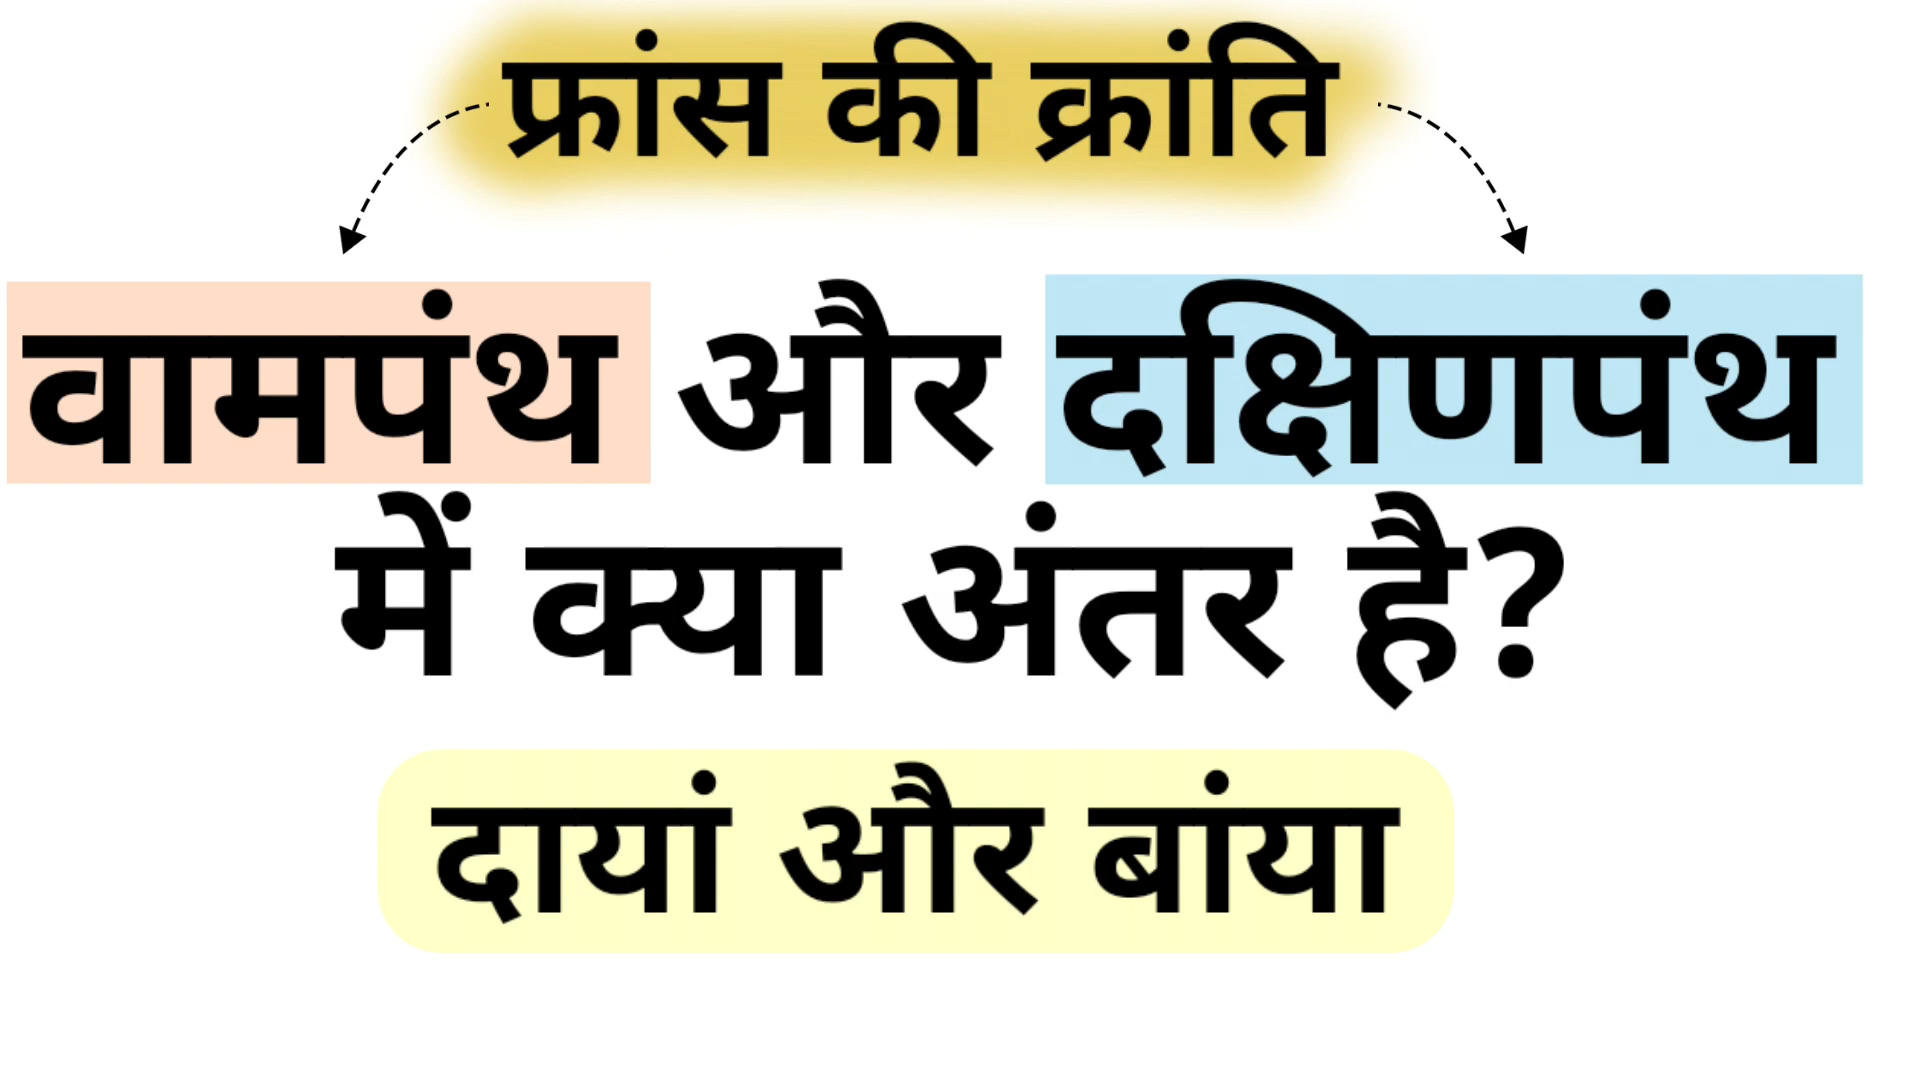 फ्रांस की क्रांति
वामपंथ और दक्षिणपंथ
में क्या अंतर है?
दायां और बांया